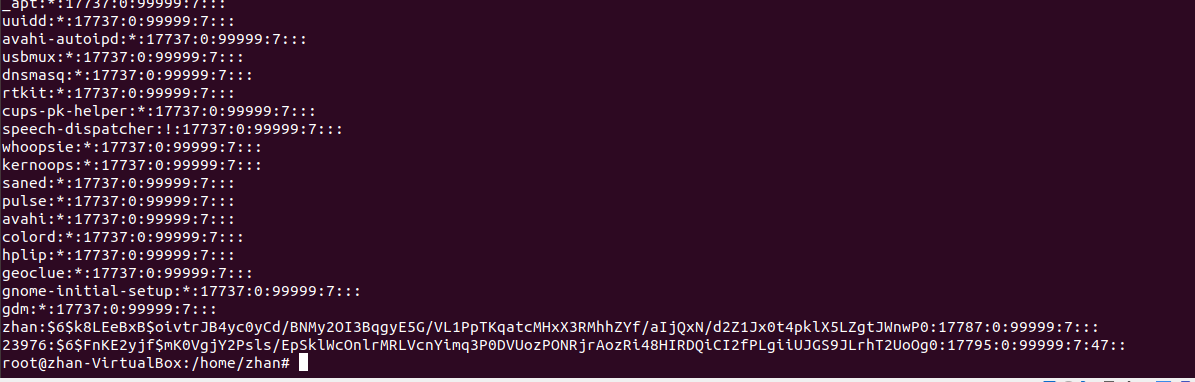 _apt:*:17737:0:99999:7:::
uuidd:*:17737:0:99999:7:::
avahi-autoipd:*:17737:0:99999:7:::
usbmux:*:17737:0:99999:7:::
dnsmasq:*:17737:0:99999:7:::
rtkit:*:17737:0:99999:7:::
cups-pk-helper:*:17737:0:99999:7:::
speech-dispatcher:!:17737:0:99999:7:::
whoopsie:*:17737:0:99999:7:::
kernoops:*:17737:0:99999:7:::
saned:*:17737:0:99999:7:::
pulse:*:17737:0:99999:7:::
avahi:*:17737:0:99999:7:::
colord:*:17737:0:99999:7:::
hplip:*:17737:0:99999:7:::
geoclue:*:17737:0:99999:7:::
gnome-initial-setup:*:17737:0:99999:7:::
gdm:*:17737:0:99999:7:::
zhan:$6$k8LEeBxB$oivtrJB4yc0yCd/BNMy2OI3BqgyE5G/VL1PpTKqatcMHxX3RMhhZYf/aIjQxN/d2Z1Jx0t4pklX5LZgtJWnwP0:17787:0:99999:7:::
23976:$6$FnKE2yjf$mK0VgjY2Psls/EpSklWcOnlrMRLVcnYimq3P0DVUozPONRjrAozRi48HIRDQiCI2fPLgiiUJGS9JLrhT2UoOg0:17795:0:99999:7:47::
root@zhan-VirtualBox:/home/zhan#